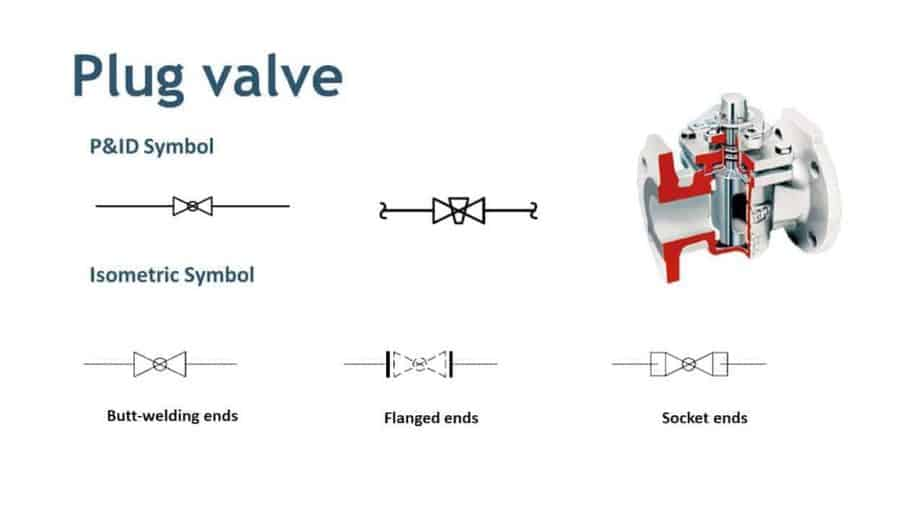 Plug valve
P&ID Symbol
Isometric Symbol
Butt-welding ends
Flanged ends
Socket ends